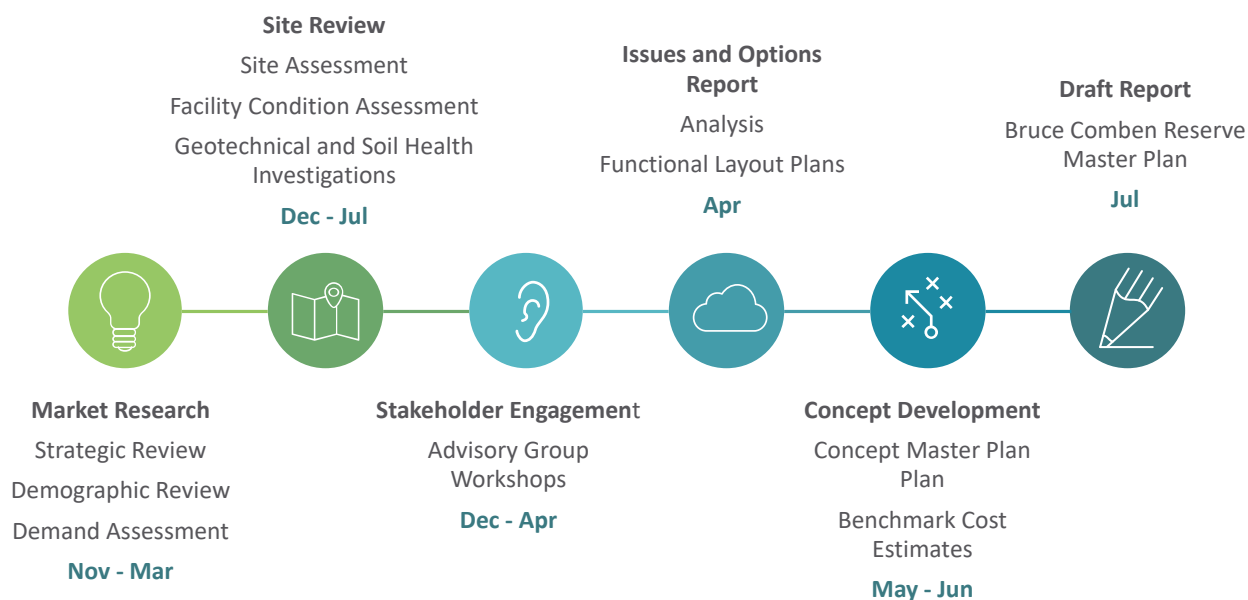 Site Review
Site Assessment
Facility Condition Assessment
Geotechnical and Soil Health
Investigations
Dec - Jul
Issues and Options
Report
Analysis
Functional Layout Plans
Apr
Draft Report
Bruce Comben Reserve
Master Plan
Jul
Market Research
Strategic Review
Demographic Review
Demand Assessment
Nov - Mar
Stakeholder Engagement
Advisory Group
Workshops
Dec - Apr
Concept Development
Concept Master Plan
Plan
Benchmark Cost
Estimates
May - Jun